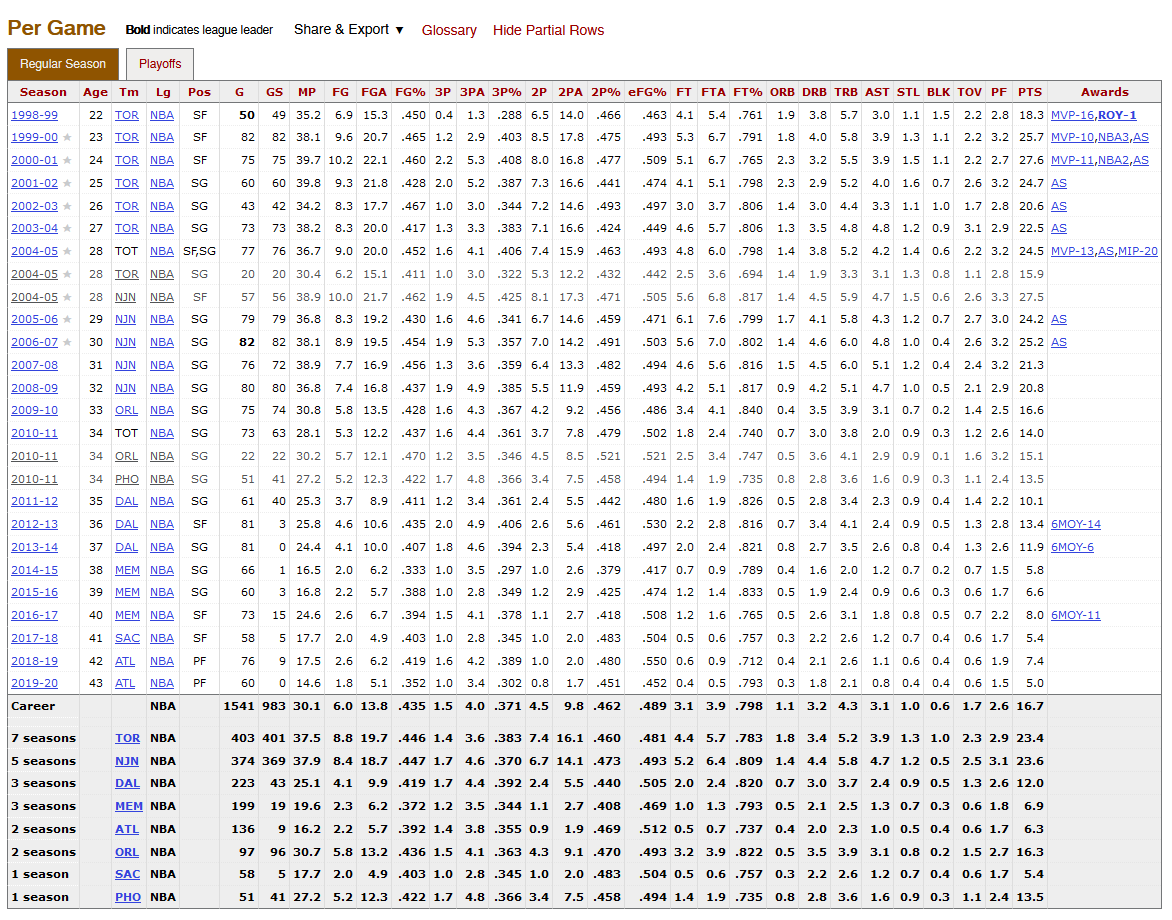 Per Game Bold indicates league leader Share & Export ▼ Glossary Hide Partial Rows
Regular Season Playoffs
Season Age Tm Lg Pos G GS MP FG FGA FG% 3P 3PA 3P% 2P 2PA 2P% eFG% FT FTA FT% ORB DRB TRB AST STL BLK TOV PF PTS Awards
1998-99 22 TOR NBA SF 50 49 35.2 6.9 15.3 .450 0.4 1.3 .288 6.5 14.0 .466 .463 4.1 5.4 .761 1.9 3.8 5.7 3.0 1.1 1.5 2.2 2.8 18.3 MVP-16,ROY-1
1999-00 ★ 23 TOR NBA SF 82 82 38.1 9.6 20.7 .465 1.2 2.9 .403 8.5 17.8 .475 .493 5.3 6.7 .791 1.8 4.0 5.8 3.9 1.3 1.1 2.2 3.2 25.7 MVP-10,NBA3,AS
2000-01 ★ 24 TOR NBA SF 75 75 39.7 10.2 22.1 .460 2.2 5.3 .408 8.0 16.8 .477 .509 5.1 6.7 .765 2.3 3.2 5.5 3.9 1.5 1.1 2.2 2.7 27.6 MVP-11,NBA2,AS
2001-02 ★ 25 TOR NBA SG 60 60 39.8 9.3 21.8 .428 2.0 5.2 .387 7.3 16.6 .441 .474 4.1 5.1 .798 2.3 2.9 5.2 4.0 1.6 0.7 2.6 3.2 24.7 AS
2002-03 ★ 26 TOR NBA SG 43 42 34.2 8.3 17.7 .467 1.0 3.0 .344 7.2 14.6 .493 .497 3.0 3.7 .806 1.4 3.0 4.4 3.3 1.1 1.0 1.7 2.8 20.6 AS
2003-04 ★ 27 TOR NBA SG 73 73 38.2 8.3 20.0 .417 1.3 3.3 .383 7.1 16.6 .424 .449 4.6 5.7 .806 1.3 3.5 4.8 4.8 1.2 0.9 3.1 2.9 22.5 AS
2004-05 ★ 28 TOT NBA SF,SG 77 76 36.7 9.0 20.0 .452 1.6 4.1 .406 7.4 15.9 .463 .493 4.8 6.0 .798 1.4 3.8 5.2 4.2 1.4 0.6 2.2 3.2 24.5 MVP-13,AS,MIP-20
2004-05 ★ 28 TOR NBA SG 20 20 30.4 6.2 15.1 .411 1.0 3.0 .322 5.3 12.2 .432 .442 2.5 3.6 .694 1.4 1.9 3.3 3.1 1.3 0.8 1.1 2.8 15.9
2004-05 ★ 28 NJN NBA SF 57 56 38.9 10.0 21.7 .462 1.9 4.5 .425 8.1 17.3 .471 .505 5.6 6.8 .817 1.4 4.5 5.9 4.7 1.5 0.6 2.6 3.3 27.5
2005-06 ★ 29 NJN NBA SG 79 79 36.8 8.3 19.2 .430 1.6 4.6 .341 6.7 14.6 .459 .471 6.1 7.6 .799 1.7 4.1 5.8 4.3 1.2 0.7 2.7 3.0 24.2 AS
2006-07 ★ 30 NJN NBA SG 82 82 38.1 8.9 19.5 .454 1.9 5.3 .357 7.0 14.2 .491 .503 5.6 7.0 .802 1.4 4.6 6.0 4.8 1.0 0.4 2.6 3.2 25.2 AS
2007-08 31 NJN NBA SG 76 72 38.9 7.7 16.9 .456 1.3 3.6 .359 6.4 13.3 .482 .494 4.6 5.6 .816 1.5 4.5 6.0 5.1 1.2 0.4 2.4 3.2 21.3
2008-09 32 NJN NBA SG 80 80 36.8 7.4 16.8 .437 1.9 4.9 .385 5.5 11.9 .459 .493 4.2 5.1 .817 0.9 4.2 5.1 4.7 1.0 0.5 2.1 2.9 20.8
2009-10 33 ORL NBA SG 75 74 30.8 5.8 13.5 .428 1.6 4.3 .367 4.2 9.2 .456 .486 3.4 4.1 .840 0.4 3.5 3.9 3.1 0.7 0.2 1.4 2.5 16.6
2010-11 34 TOT NBA SG 73 63 28.1 5.3 12.2 .437 1.6 4.4 .361 3.7 7.8 .479 .502 1.8 2.4 .740 0.7 3.0 3.8 2.0 0.9 0.3 1.2 2.6 14.0
2010-11 34 ORL NBA SG 22 22 30.2 5.7 12.1 .470 1.2 3.5 .346 4.5 8.5 .521 .521 2.5 3.4 .747 0.5 3.6 4.1 2.9 0.9 0.1 1.6 3.2 15.1
2010-11 34 PHO NBA SG 51 41 27.2 5.2 12.3 .422 1.7 4.8 .366 3.4 7.5 .458 .494 1.4 1.9 .735 0.8 2.8 3.6 1.6 0.9 0.3 1.1 2.4 13.5
2011-12 35 DAL NBA SG 61 40 25.3 3.7 8.9 .411 1.2 3.4 .361 2.4 5.5 .442 .480 1.6 1.9 .826 0.5 2.8 3.4 2.3 0.9 0.4 1.4 2.2 10.1
2012-13 36 DAL NBA SF 81 3 25.8 4.6 10.6 .435 2.0 4.9 .406 2.6 5.6 .461 .530 2.2 2.8 .816 0.7 3.4 4.1 2.4 0.9 0.5 1.3 2.8 13.4 6MOY-14
2013-14 37 DAL NBA SG 81 0 24.4 4.1 10.0 .407 1.8 4.6 .394 2.3 5.4 .418 .497 2.0 2.4 .821 0.8 2.7 3.5 2.6 0.8 0.4 1.3 2.6 11.9 6MOY-6
2014-15 38 MEM NBA SG 66 1 16.5 2.0 6.2 .333 1.0 3.5 .297 1.0 2.6 .379 .417 0.7 0.9 .789 0.4 1.6 2.0 1.2 0.7 0.2 0.7 1.5 5.8
2015-16 39 MEM NBA SG 60 3 16.8 2.2 5.7 .388 1.0 2.8 .349 1.2 2.9 .425 .474 1.2 1.4 .833 0.5 1.9 2.4 0.9 0.6 0.3 0.6 1.7 6.6
2016-17 40 MEM NBA SF 73 15 24.6 2.6 6.7 .394 1.5 4.1 .378 1.1 2.7 .418 .508 1.2 1.6 .765 0.5 2.6 3.1 1.8 0.8 0.5 0.7 2.2 8.0 6MOY-11
2017-18 41 SAC NBA SF 58 5 17.7 2.0 4.9 .403 1.0 2.8 .345 1.0 2.0 .483 .504 0.5 0.6 .757 0.3 2.2 2.6 1.2 0.7 0.4 0.6 1.7 5.4
2018-19 42 ATL NBA PF 76 9 17.5 2.6 6.2 .419 1.6 4.2 .389 1.0 2.0 .480 .550 0.6 0.9 .712 0.4 2.1 2.6 1.1 0.6 0.4 0.6 1.9 7.4
2019-20 43 ATL NBA PF 60 0 14.6 1.8 5.1 .352 1.0 3.4 .302 0.8 1.7 .451 .452 0.4 0.5 .793 0.3 1.8 2.1 0.8 0.4 0.4 0.6 1.5 5.0
Career NBA 1541 983 30.1 6.0 13.8 .435 1.5 4.0 .371 4.5 9.8 .462 .489 3.1 3.9 .798 1.1 3.2 4.3 3.1 1.0 0.6 1.7 2.6 16.7
7 seasons TOR NBA 403 401 37.5 8.8 19.7 .446 1.4 3.6 .383 7.4 16.1 .460 .481 4.4 5.7 .783 1.8 3.4 5.2 3.9 1.3 1.0 2.3 2.9 23.4
5 seasons NJN NBA 374 369 37.9 8.4 18.7 .447 1.7 4.6 .370 6.7 14.1 .473 .493 5.2 6.4 .809 1.4 4.4 5.8 4.7 1.2 0.5 2.5 3.1 23.6
3 seasons DAL NBA 223 43 25.1 4.1 9.9 .419 1.7 4.4 .392 2.4 5.5 .440 .505 2.0 2.4 .820 0.7 3.0 3.7 2.4 0.9 0.5 1.3 2.6 12.0
3 seasons MEM NBA 199 19 19.6 2.3 6.2 .372 1.2 3.5 .344 1.1 2.7 .408 .469 1.0 1.3 .793 0.5 2.1 2.5 1.3 0.7 0.3 0.6 1.8 6.9
2 seasons ATL NBA 136 9 16.2 2.2 5.7 .392 1.4 3.8 .355 0.9 1.9 .469 .512 0.5 0.7 .737 0.4 2.0 2.3 1.0 0.5 0.4 0.6 1.7 6.3
2 seasons ORL NBA 97 96 30.7 5.8 13.2 .436 1.5 4.1 .363 4.3 9.1 .470 .493 3.2 3.9 .822 0.5 3.5 3.9 3.1 0.8 0.2 1.5 2.7 16.3
1 season SAC NBA 58 5 17.7 2.0 4.9 .403 1.0 2.8 .345 1.0 2.0 .483 .504 0.5 0.6 .757 0.3 2.2 2.6 1.2 0.7 0.4 0.6 1.7 5.4
1 season PHO NBA 51 41 27.2 5.2 12.3 .422 1.7 4.8 .366 3.4 7.5 .458 .494 1.4 1.9 .735 0.8 2.8 3.6 1.6 0.9 0.3 1.1 2.4 13.5